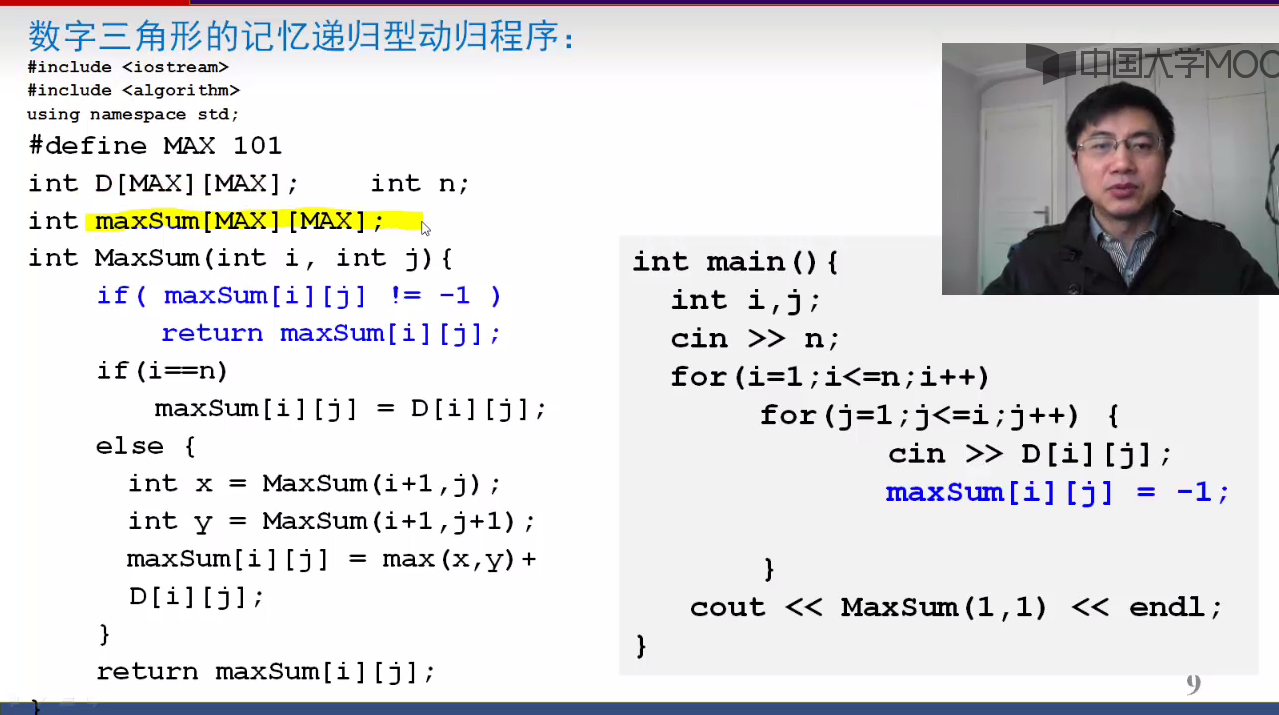 数字三角形的记忆递归型动归程序：
#include <iostream>
#include <algorithm>
using namespace std;
#define MAX 101
int D[MAX][MAX];    int n;
int maxSum[MAX][MAX];
int MaxSum(int i, int j){
if( maxSum[i][j] != -1 )
return maxSum[i][j];
if(i==n)
maxSum[i][j] = D[i][j];
else {
int x = MaxSum(i+1,j);
int y = MaxSum(i+1,j+1);
maxSum[i][j] = max(x,y)+
D[i][j];
}
return maxSum[i][j];
}
int main(){
int i,j;
cin >> n;
for(i=1;i<=n;i++)
for(j=1;j<=i;j++) {
cin >> D[i][j];
maxSum[i][j] = -1;
}
cout << MaxSum(1,1) << endl;
}
中国大学MOO
9